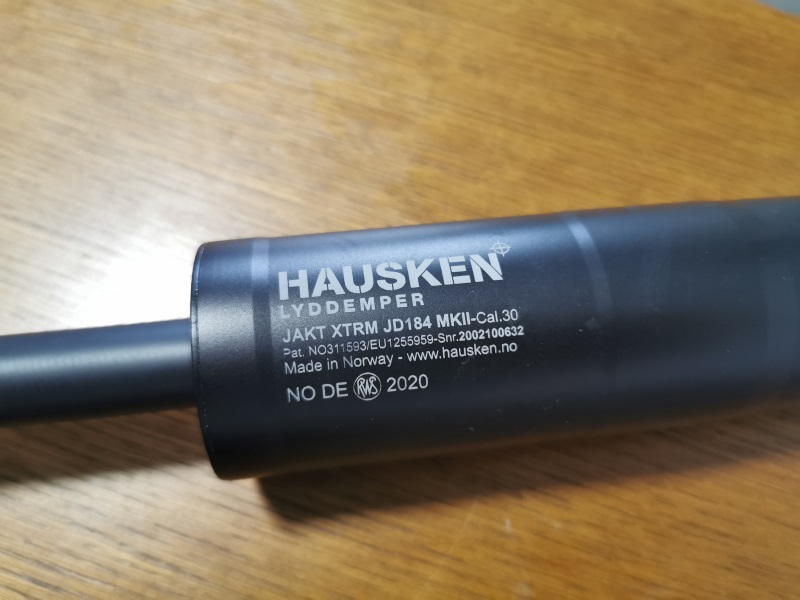 HAUSKEN
LYDDEMPER
JAKT XTRM JD184 MKII-Cal.30
Pat. NO311593/EU1255959-Snr.2002100632
Made in Norway - www.hausken.no
NO DE RWS 2020